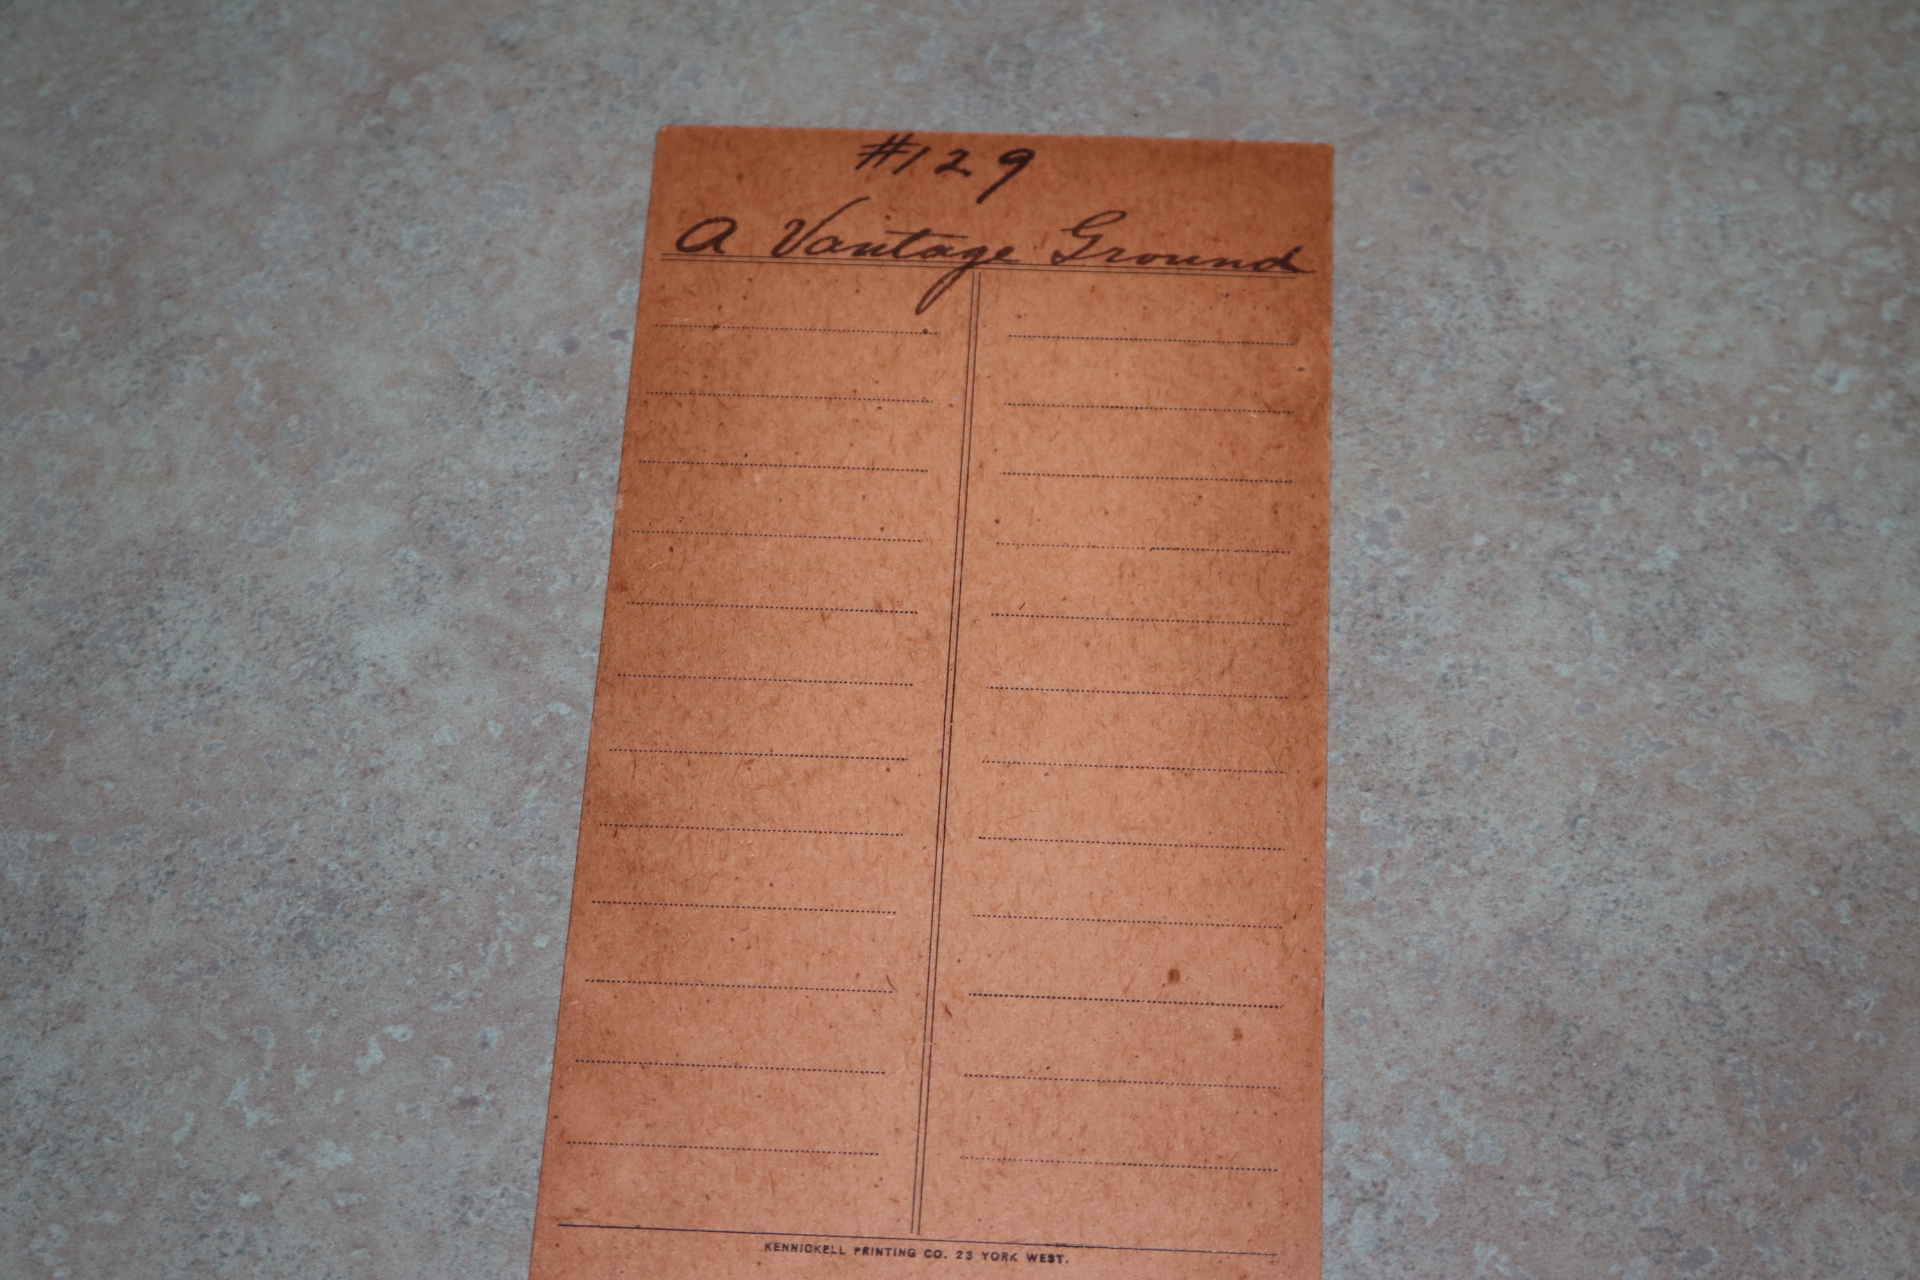 #129
A Vantage Ground
KENNICKELL PRINTING CO. 23 YORK WEST.